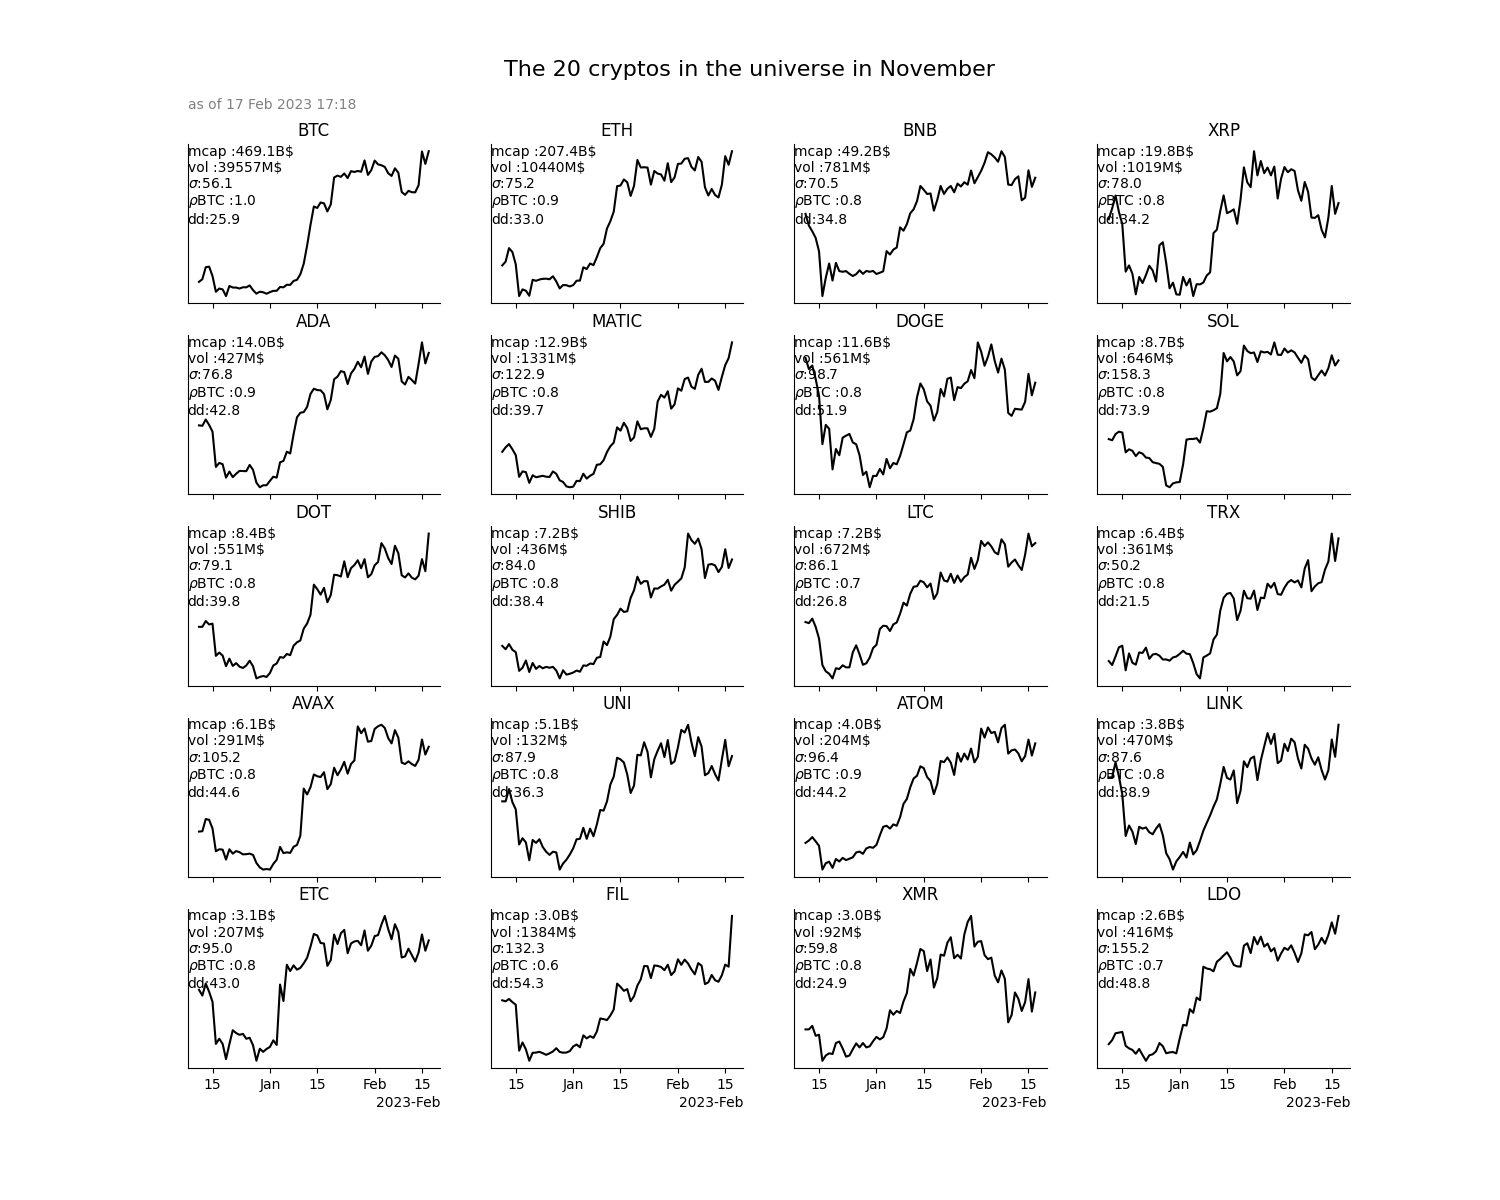 The 20 cryptos in the universe in November
as of 17 Feb 2023 17:18
BTC
mcap :469.1B$
vol :39557M$
σ:56.1
ρBTC :1.0
dd:25.9
ETH
mcap :207.4B$
vol :10440M$
σ:75.2
ρBTC :0.9
dd:33.0
BNB
mcap :49.2B$
vol :781M$
σ:70.5
ρBTC :0.8
dd:34.8
XRP
mcap :19.8B$
vol :1019M$
σ:78.0
ρBTC :0.8
dd:34.2
ADA
mcap :14.0B$
vol :427M$
σ:76.8
ρBTC :0.9
dd:42.8
MATIC
mcap :12.9B$
vol :1331M$
σ:122.9
ρBTC :0.8
dd:39.7
DOGE
mcap :11.6B$
vol :561M$
σ:98.7
ρBTC :0.8
dd:51.9
SOL
mcap :8.7B$
vol :646M$
σ:158.3
ρBTC :0.8
dd:73.9
DOT
mcap :8.4B$
vol :551M$
σ:79.1
ρBTC :0.8
dd:39.8
SHIB
mcap :7.2B$
vol :436M$
σ:84.0
ρBTC :0.8
dd:38.4
LTC
mcap :7.2B$
vol :672M$
σ:86.1
ρBTC :0.7
dd:26.8
TRX
mcap :6.4B$
vol :361M$
σ:50.2
ρBTC :0.8
dd:21.5
AVAX
mcap :6.1B$
vol :291M$
σ:105.2
ρBTC :0.8
dd:44.6
UNI
mcap :5.1B$
vol :132M$
σ:87.9
ρBTC :0.8
dd:36.3
ATOM
mcap :4.0B$
vol :204M$
σ:96.4
ρBTC :0.9
dd:44.2
LINK
mcap :3.8B$
vol :470M$
σ:87.6
ρBTC :0.8
dd:38.9
ETC
mcap :3.1B$
vol :207M$
σ:95.0
ρBTC :0.8
dd:43.0
FIL
mcap :3.0B$
vol :1384M$
σ:132.3
ρBTC :0.6
dd:54.3
XMR
mcap :3.0B$
vol :92M$
σ:59.8
ρBTC :0.8
dd:24.9
LDO
mcap :2.6B$
vol :416M$
σ:155.2
ρBTC :0.7
dd:48.8
15 Jan 15 Feb 15
2023-Feb
15 Jan 15 Feb 15
2023-Feb
15 Jan 15 Feb 15
2023-Feb
15 Jan 15 Feb 15
2023-Feb